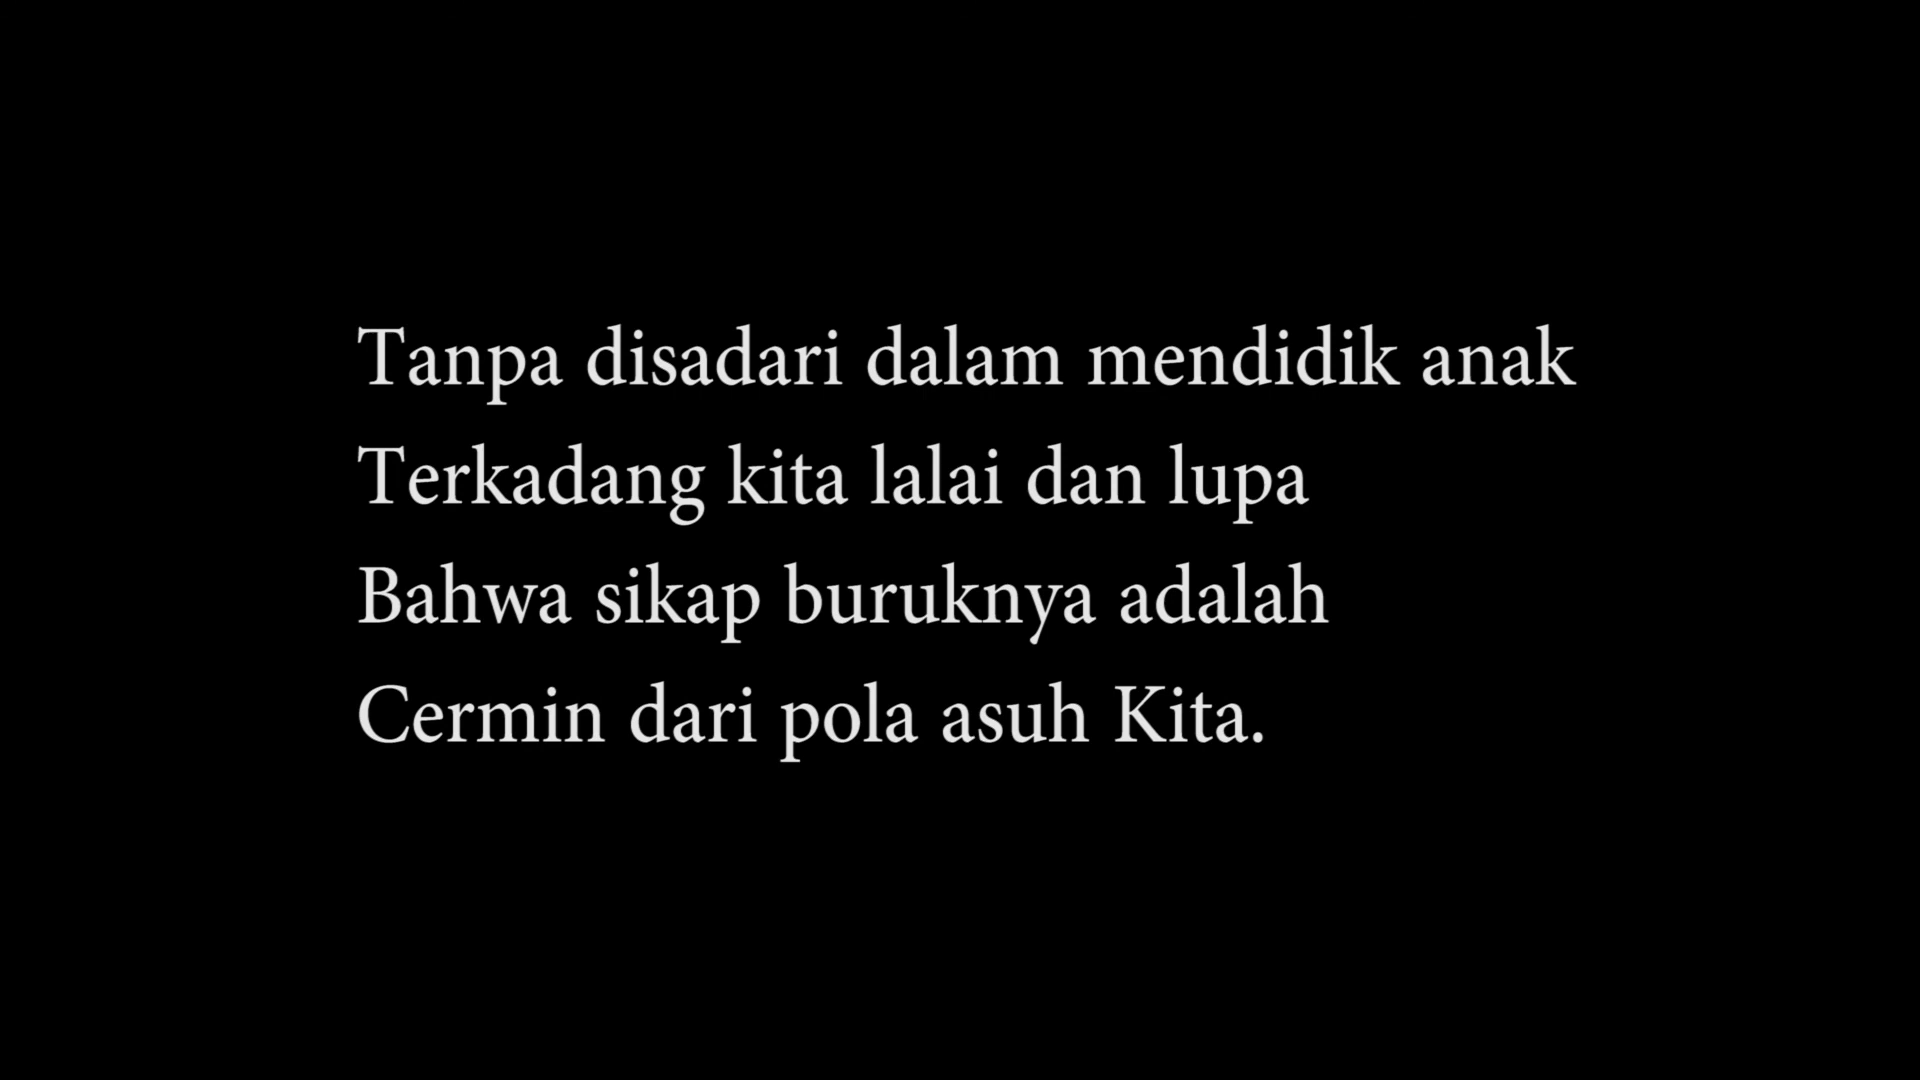 Tanpa disadari dalam mendidik anak
Terkadang kita lalai dan lupa
Bahwa sikap buruknya adalah
Cermin dari pola asuh Kita.